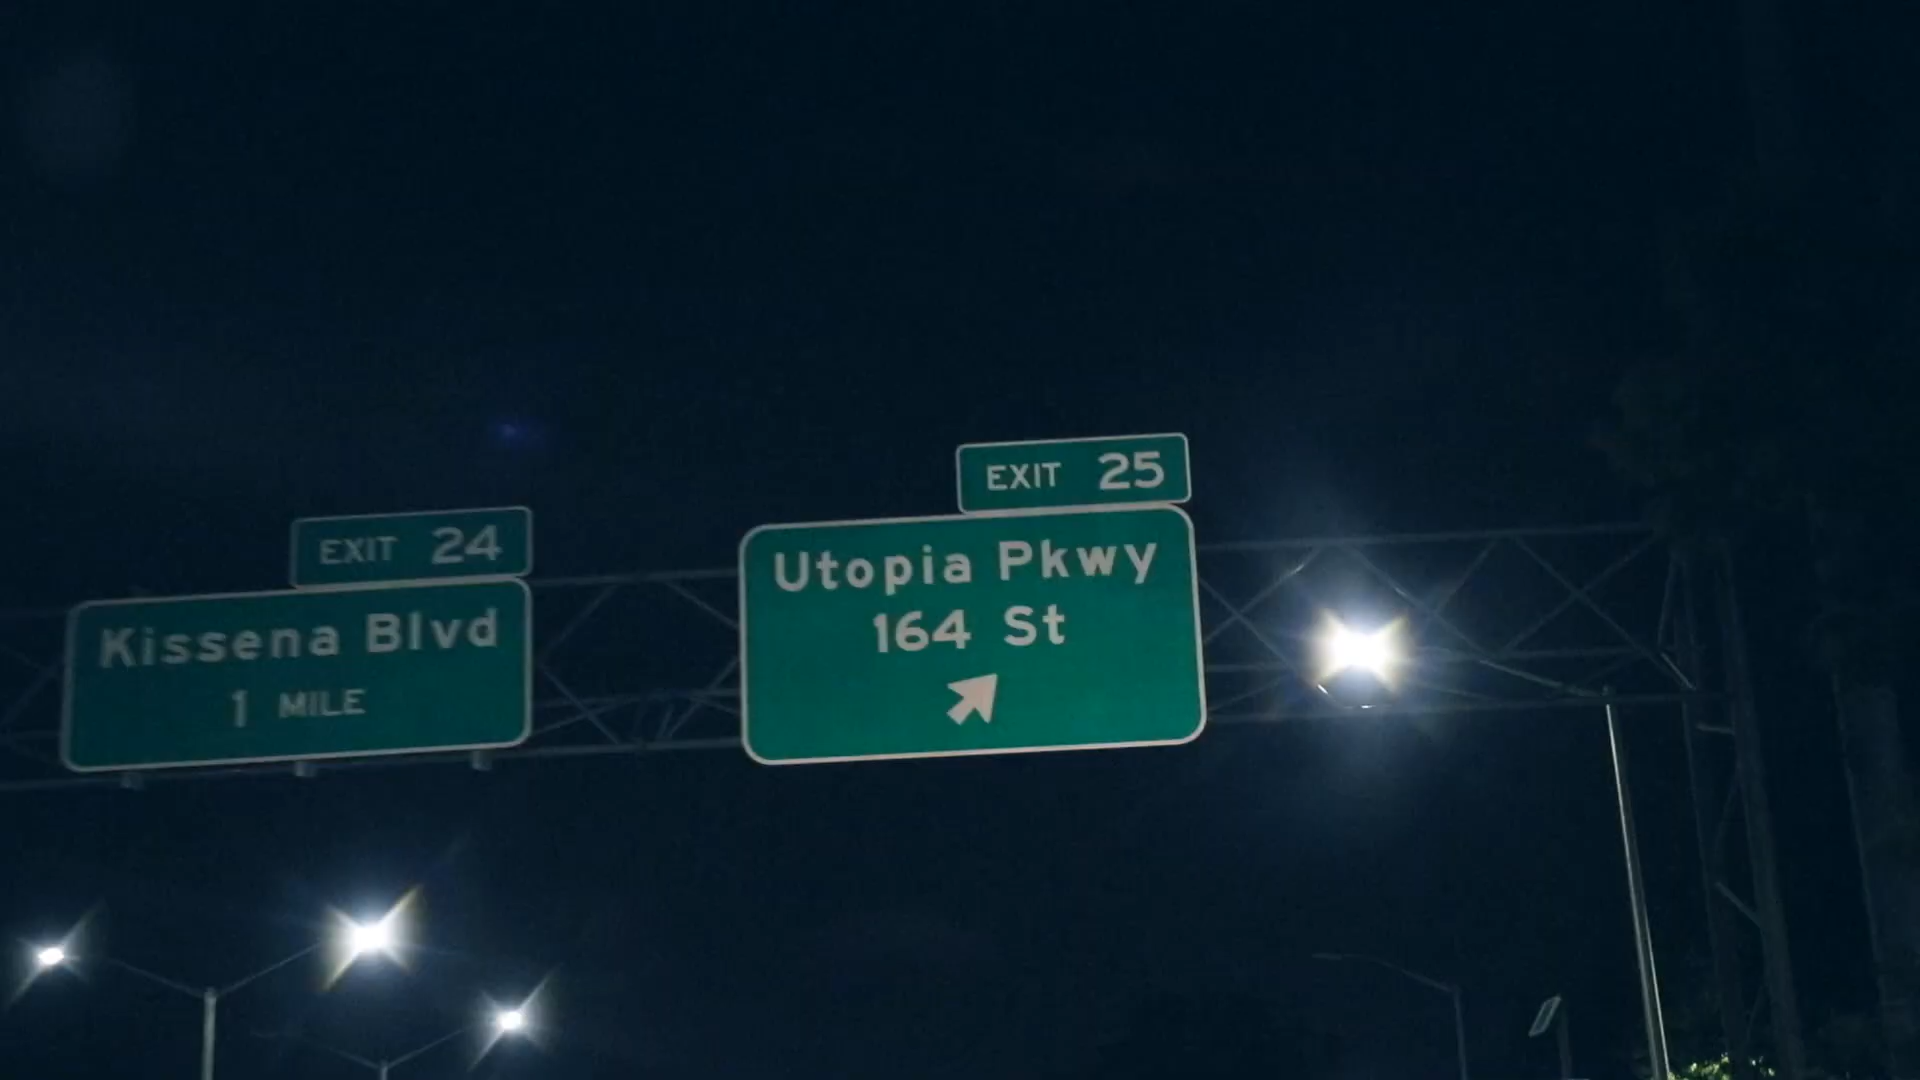 EXIT 24
Kissena Blvd
1 MILE
EXIT 25
Utopia Pkwy
164 St